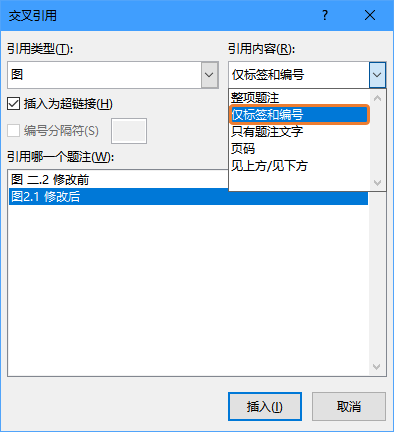 交叉引用
引用类型(T):
引用内容(R):
图
仅标签和编号
整项题注
仅标签和编号
只有题注文字
页码
见上方/见下方
插入为超链接(H)
编号分隔符(S)
引用哪一个题注(W):
图 二.2 修改前
图2.1 修改后
插入(I)
取消